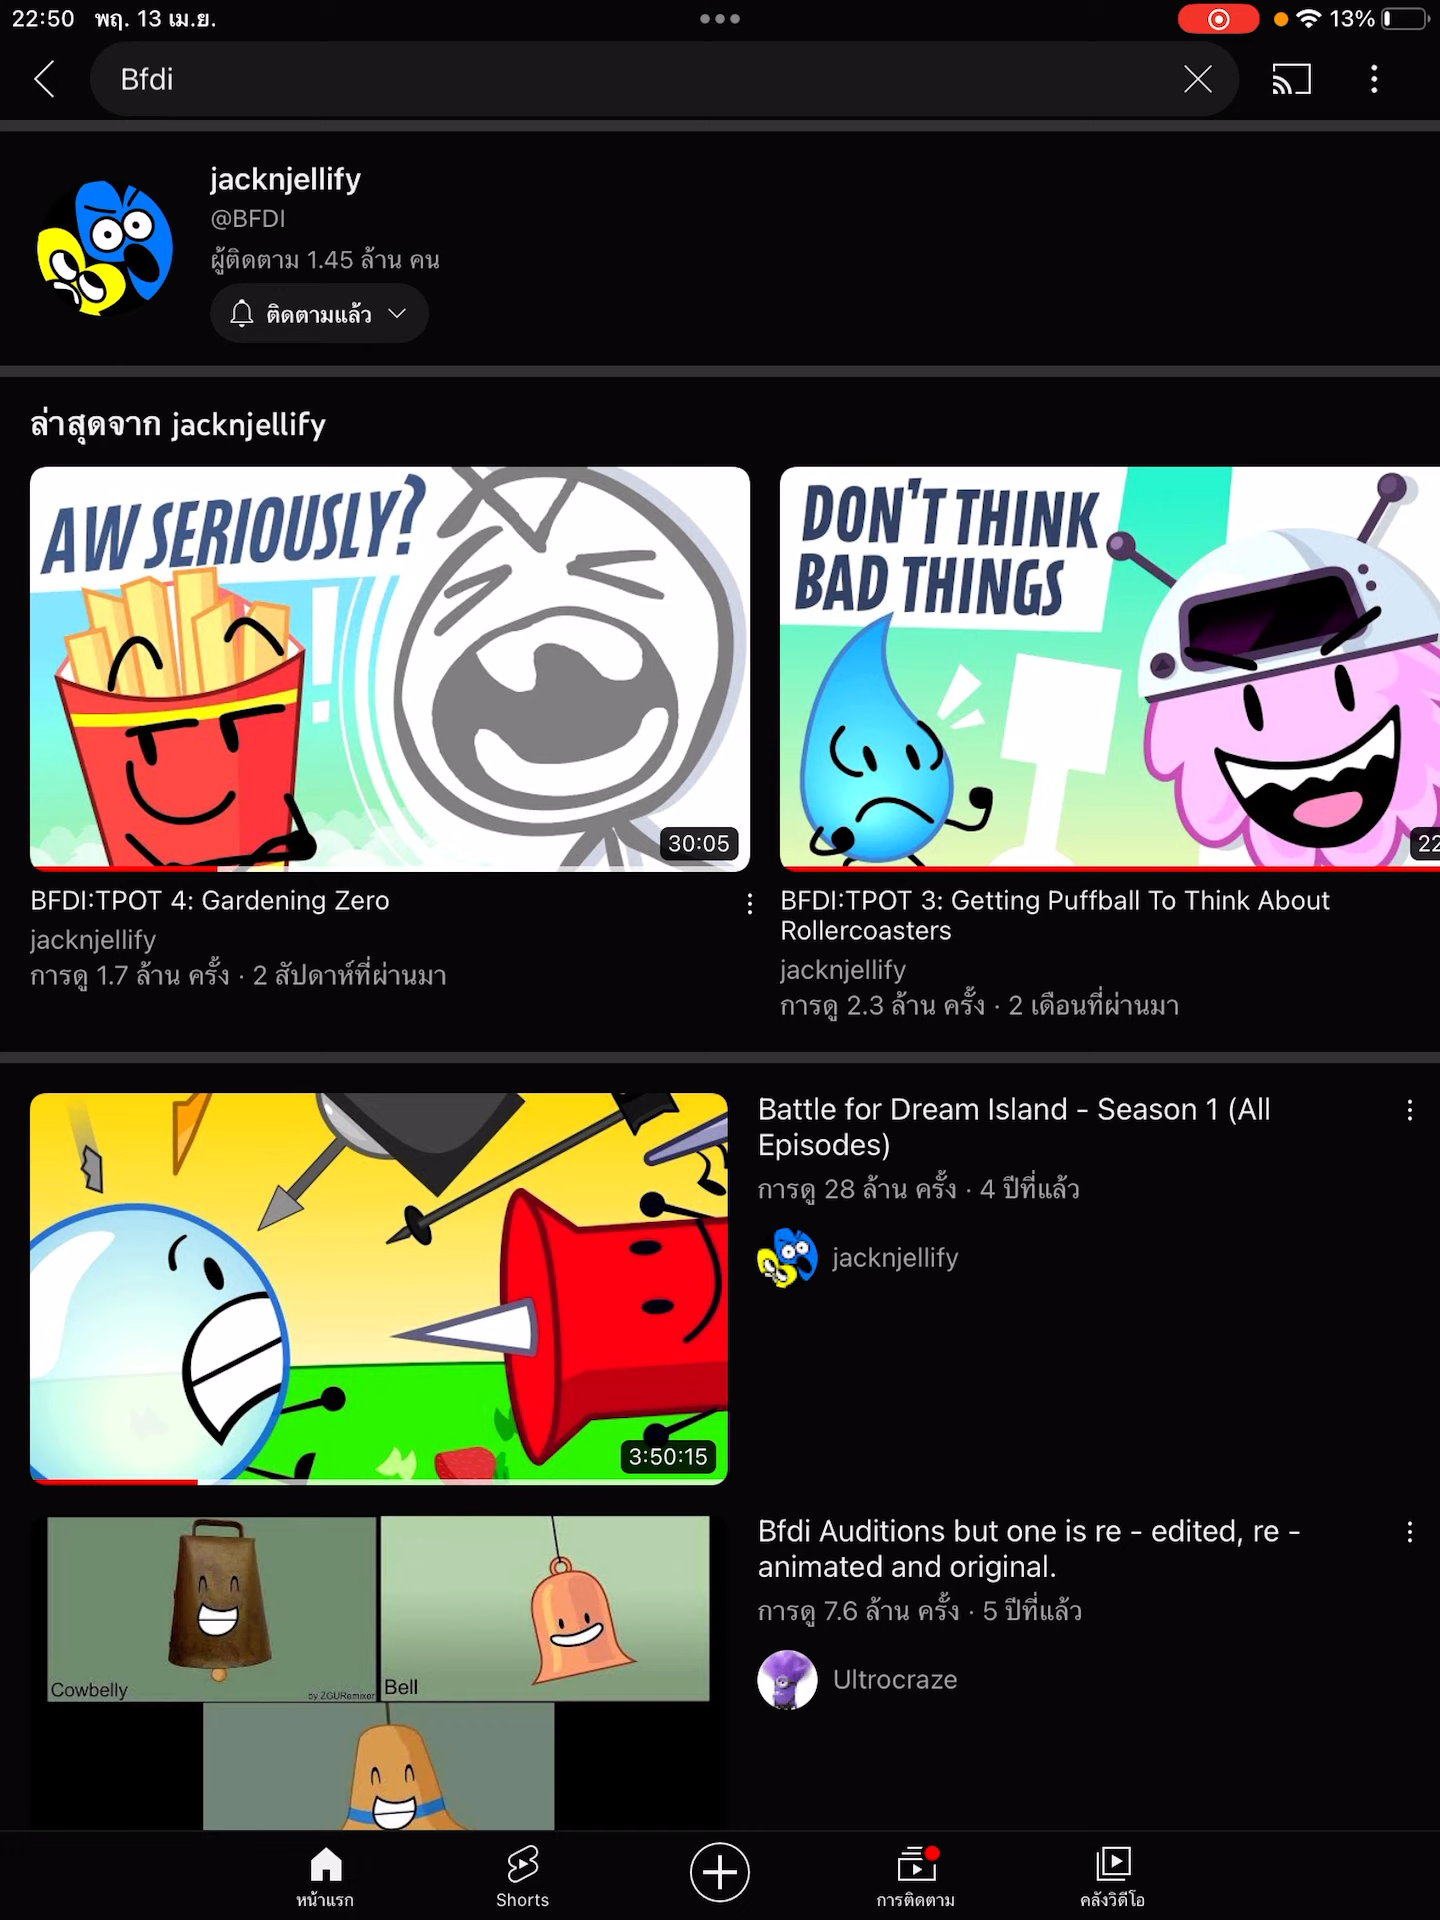 22:50 พฤ. 13 เม.ย.
13%
Bfdi
jacknjellify
@BFDI
ผู้ติดตาม 1.45 ล้าน คน
ติดตามแล้ว
ล่าสุดจาก jacknjellify
AW SERIOUSLY?
30:05
BFDI:TPOT 4: Gardening Zero
jacknjellify
การดู 1.7 ล้าน ครั้ง · 2 สัปดาห์ที่ผ่านมา
DON'T THINK
BAD THINGS
22
BFDI:TPOT 3: Getting Puffball To Think About
Rollercoasters
jacknjellify
การดู 2.3 ล้าน ครั้ง · 2 เดือนที่ผ่านมา
3:50:15
Battle for Dream Island - Season 1 (All
Episodes)
การดู 28 ล้าน ครั้ง · 4 ปีที่แล้ว
jacknjellify
Cowbelly
by ZGURemixer
Bell
Bfdi Auditions but one is re - edited, re -
animated and original.
การดู 7.6 ล้าน ครั้ง · 5 ปีที่แล้ว
Ultrocraze
หน้าแรก
Shorts
การติดตาม
คลังวิดีโอ